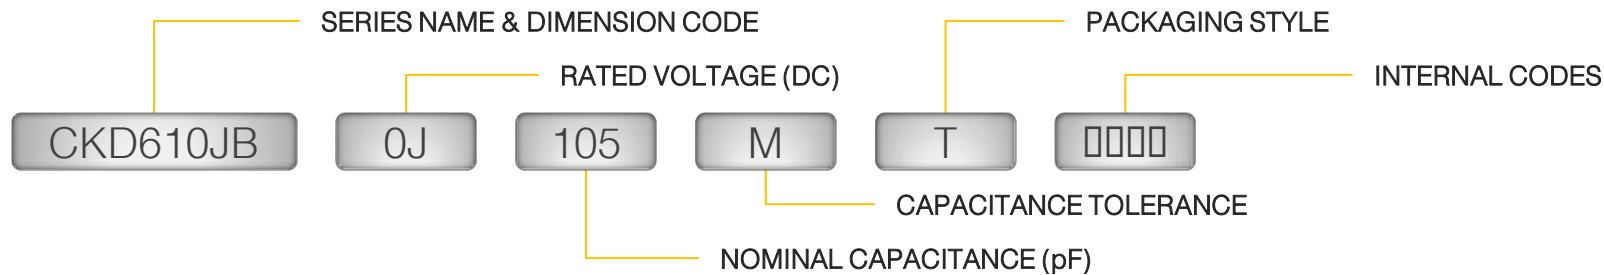 SERIES NAME & DIMENSION CODE
PACKAGING STYLE
RATED VOLTAGE (DC)
INTERNAL CODES
CKD610JB
0J
105
M
T
▯▯▯▯
CAPACITANCE TOLERANCE
NOMINAL CAPACITANCE (pF)